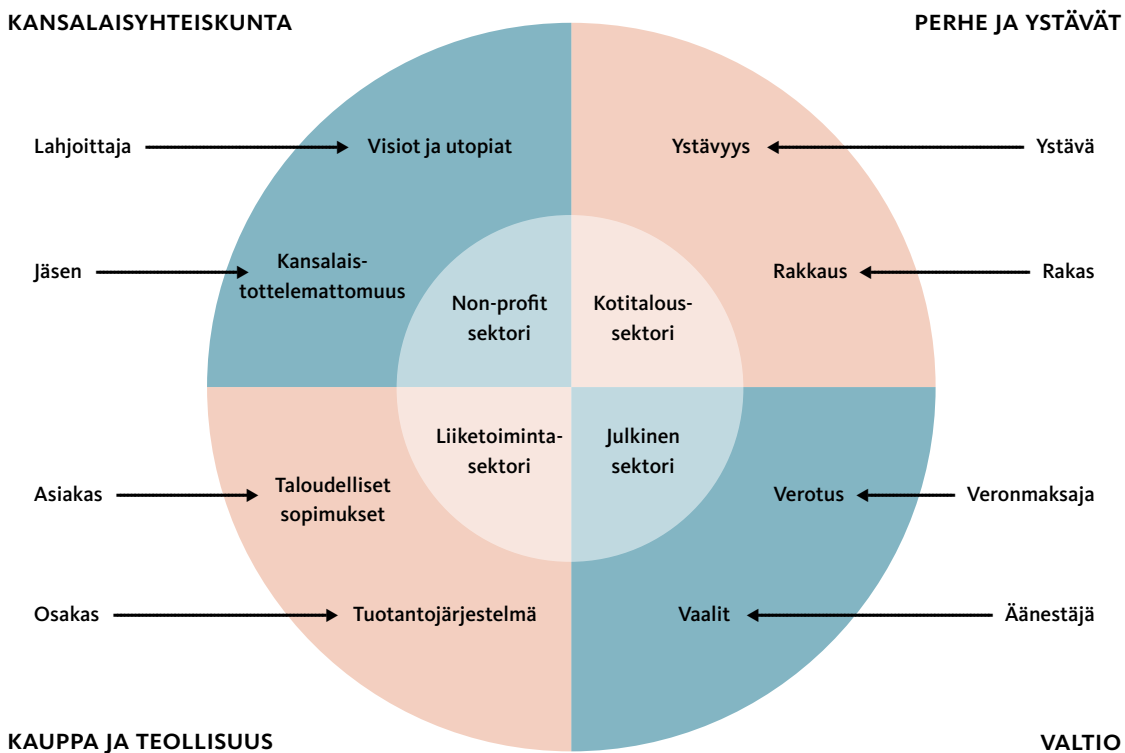 KANSALAISYHTEISKUNTA
PERHE JA YSTÄVÄT
Lahjoittaja
Visiot ja utopiat
Ystävyys
Ystävä
Jäsen
Kansalais-
tottelemattomuus
Rakkaus
Rakas
Non-profit
sektori
Kotitalous-
sektori
Liiketoiminta-
sektori
Julkinen
sektori
Asiakas
Taloudelliset
sopimukset
Verotus
Veronmaksaja
Osakas
Tuotantojärjestelmä
Vaalit
Äänestäjä
KAUPPA JA TEOLLISUUS
VALTIO